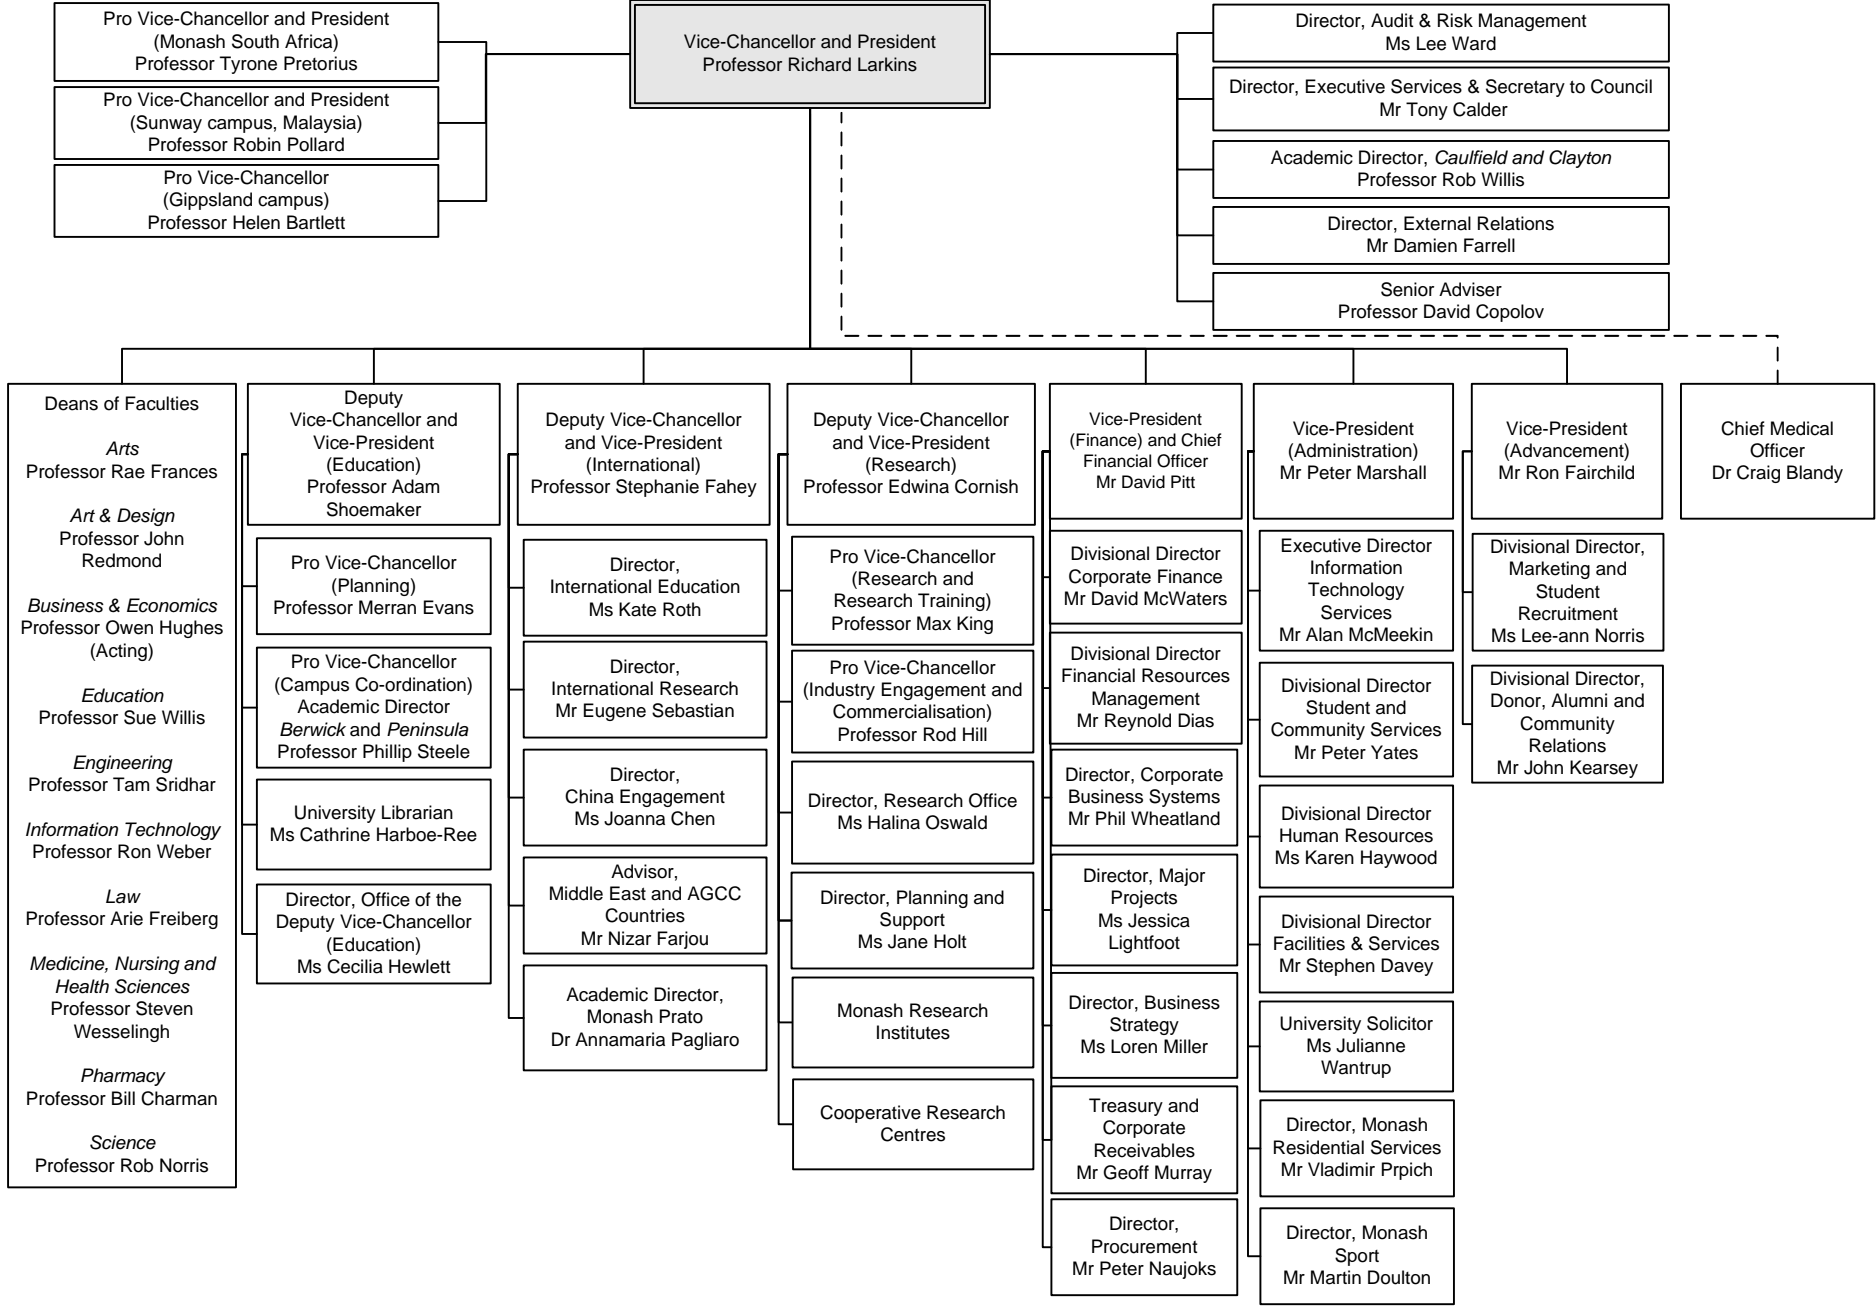 Pro Vice-Chancellor and President
(Monash South Africa)
Professor Tyrone Pretorius
Pro Vice-Chancellor and President
(Sunway campus, Malaysia)
Professor Robin Pollard
Pro Vice-Chancellor
(Gippsland campus)
Professor Helen Bartlett
Vice-Chancellor and President
Professor Richard Larkins
Director, Audit & Risk Management
Ms Lee Ward
Director, Executive Services & Secretary to Council
Mr Tony Calder
Academic Director, Caulfield and Clayton
Professor Rob Willis
Director, External Relations
Mr Damien Farrell
Senior Adviser
Professor David Copolov
Deans of Faculties
Arts
Professor Rae Frances
Art & Design
Professor John
Redmond
Business & Economics
Professor Owen Hughes
(Acting)
Education
Professor Sue Willis
Engineering
Professor Tam Sridhar
Information Technology
Professor Ron Weber
Law
Professor Arie Freiberg
Medicine, Nursing and
Health Sciences
Professor Steven
Wesselingh
Pharmacy
Professor Bill Charman
Science
Professor Rob Norris
Deputy
Vice-Chancellor and
Vice-President
(Education)
Professor Adam
Shoemaker
Pro Vice-Chancellor
(Planning)
Professor Merran Evans
Pro Vice-Chancellor
(Campus Co-ordination)
Academic Director
Berwick and Peninsula
Professor Phillip Steele
University Librarian
Ms Cathrine Harboe-Ree
Director, Office of the
Deputy Vice-Chancellor
(Education)
Ms Cecilia Hewlett
Deputy Vice-Chancellor
and Vice-President
(International)
Professor Stephanie Fahey
Director,
International Education
Ms Kate Roth
Director,
International Research
Mr Eugene Sebastian
Director,
China Engagement
Ms Joanna Chen
Advisor,
Middle East and AGCC
Countries
Mr Nizar Farjou
Academic Director,
Monash Prato
Dr Annamaria Pagliaro
Deputy Vice-Chancellor
and Vice-President
(Research)
Professor Edwina Cornish
Pro Vice-Chancellor
(Research and
Research Training)
Professor Max King
Pro Vice-Chancellor
(Industry Engagement and
Commercialisation)
Professor Rod Hill
Director, Research Office
Ms Halina Oswald
Director, Planning and
Support
Ms Jane Holt
Monash Research
Institutes
Cooperative Research
Centres
Vice-President
(Finance) and Chief
Financial Officer
Mr David Pitt
Divisional Director
Corporate Finance
Mr David McWaters
Divisional Director
Financial Resources
Management
Mr Reynold Dias
Director, Corporate
Business Systems
Mr Phil Wheatland
Director, Major
Projects
Ms Jessica
Lightfoot
Director, Business
Strategy
Ms Loren Miller
Treasury and
Corporate
Receivables
Mr Geoff Murray
Director,
Procurement
Mr Peter Naujoks
Vice-President
(Administration)
Mr Peter Marshall
Executive Director
Information
Technology
Services
Mr Alan McMeekin
Divisional Director
Student and
Community Services
Mr Peter Yates
Divisional Director
Human Resources
Ms Karen Haywood
Divisional Director
Facilities & Services
Mr Stephen Davey
University Solicitor
Ms Julianne
Wantrup
Director, Monash
Residential Services
Mr Vladimir Prpich
Director, Monash
Sport
Mr Martin Doulton
Vice-President
(Advancement)
Mr Ron Fairchild
Divisional Director,
Marketing and
Student
Recruitment
Ms Lee-ann Norris
Divisional Director,
Donor, Alumni and
Community
Relations
Mr John Kearsey
Chief Medical
Officer
Dr Craig Blandy